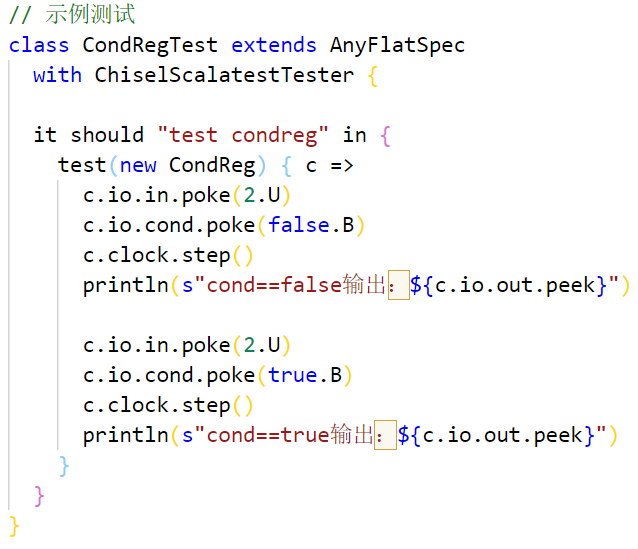 // 示例测试
class CondRegTest extends AnyFlatSpec
with ChiselScalatestTester {
it should "test condreg" in {
test(new CondReg) { c =>
c.io.in.poke(2.U)
c.io.cond.poke(false.B)
c.clock.step()
println(s"cond==false输出：${c.io.out.peek}")
c.io.in.poke(2.U)
c.io.cond.poke(true.B)
c.clock.step()
println(s"cond==true输出：${c.io.out.peek}")
}
}
}